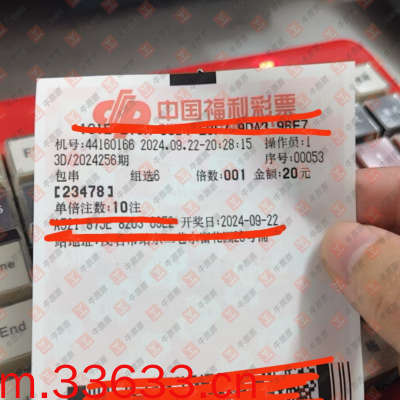 中国福利彩票
机号:44160166 2024.09.22-20:28:15 操作员:1
3D/2024256期 序号:00053
包串 组选6 倍数:001 金额:20元
[23478]
单倍注数:10注
开奖日:2024-09-22
m.33633.cn
End